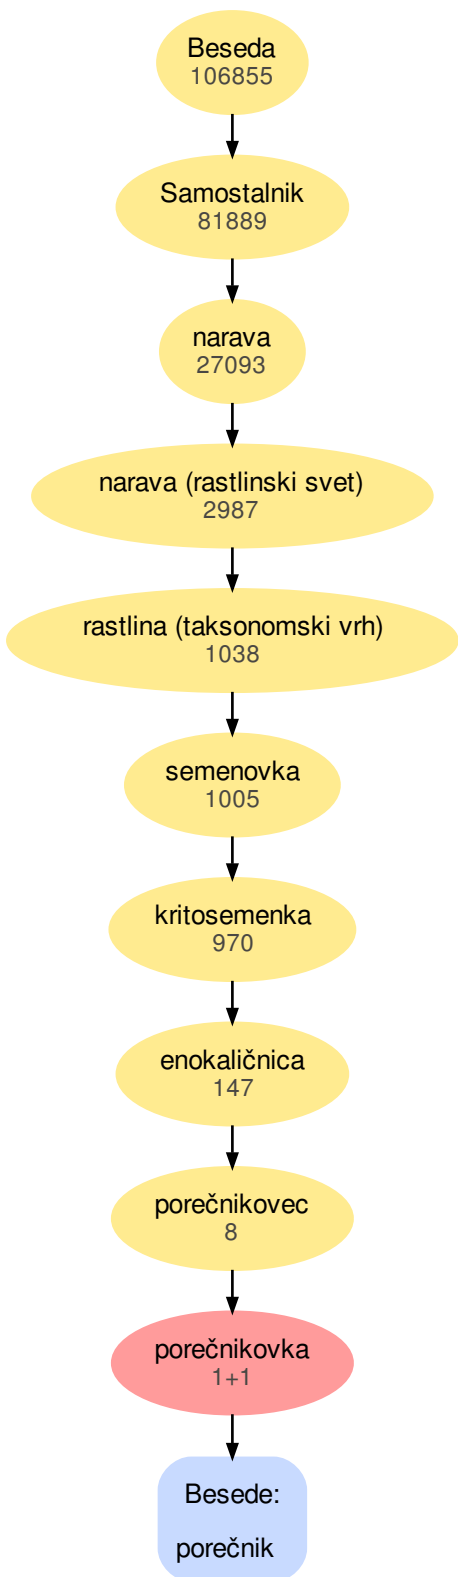 Beseda
106855
Samostalnik
81889
narava
27093
narava (rastlinski svet)
2987
rastlina (taksonomski vrh)
1038
semenovka
1005
kritosemenka
970
enokaličnica
147
porečnikovec
8
porečnikovka
1+1
Besede:
porečnik